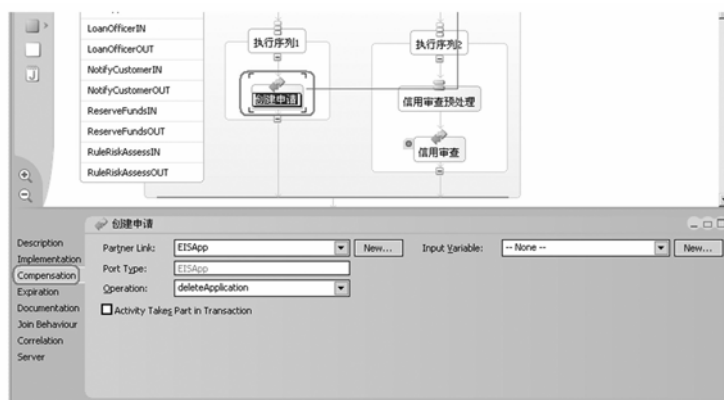 LoanOfficerIN
LoanOfficerOUT
NotifyCustomerIN
NotifyCustomerOUT
ReserveFundsIN
ReserveFundsOUT
RuleRiskAssessIN
RuleRiskAssessOUT
执行序列1
创建申请
执行序列2
信用审查预处理
信用审查
创建申请
Description
Implementation
Compensation
Expiration
Documentation
Join Behaviour
Correlation
Server
Partner Link: EISApp New... Input Variable: -- None -- New...
Port Type: EISApp
Operation: deleteApplication
Activity Takes Part in Transaction